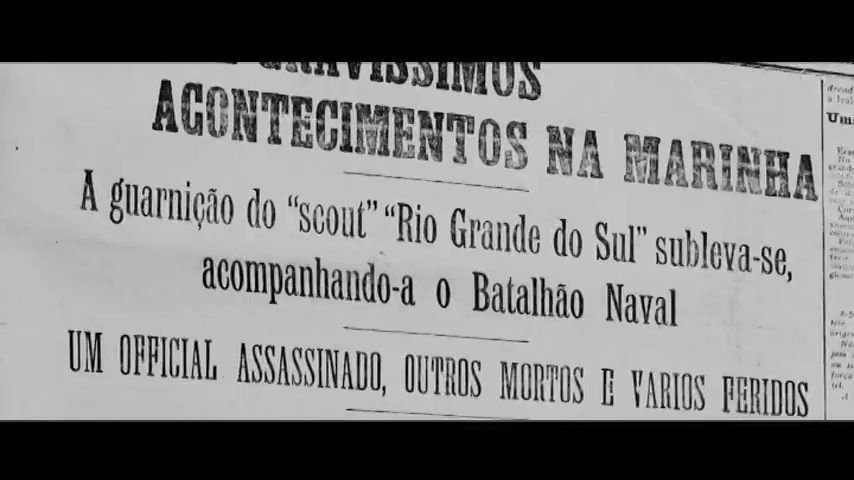 GRAVISSIMOS
ACONTECIMENTOS NA MARINHA
A guarnição do “scout” “Rio Grande do Sul” subleva-se,
acompanhando-a o Batalhão Naval
UM OFFICIAL ASSASSINADO, OUTROS MORTOS E VARIOS FERIDOS